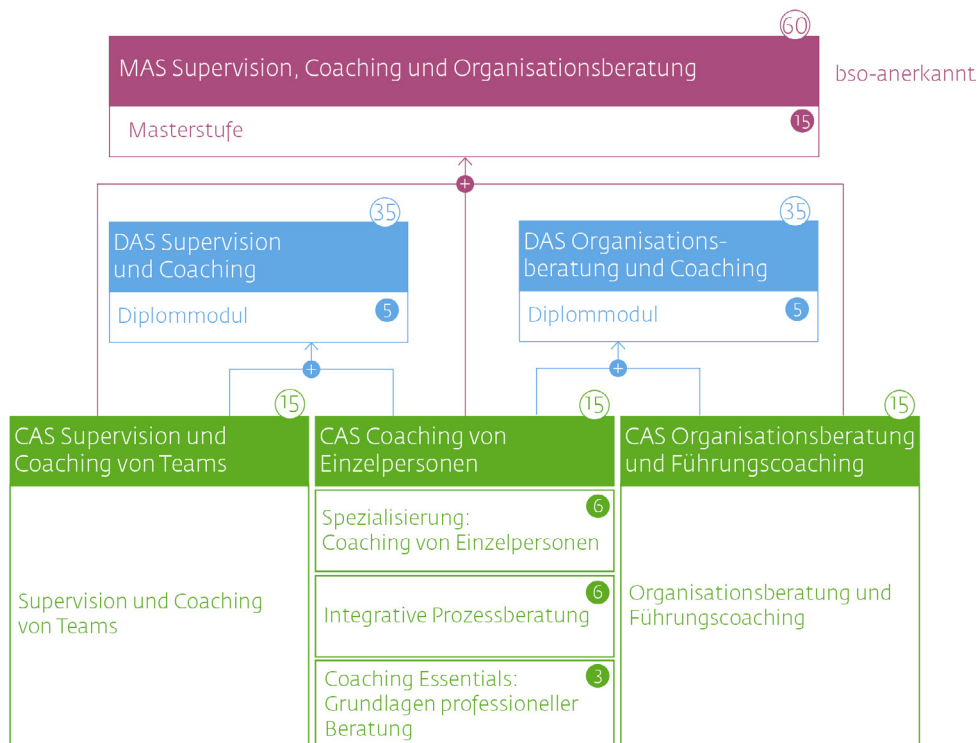 60
MAS Supervision, Coaching und Organisationsberatung
bso-anerkannt
Masterstufe
15
35
DAS Supervision
und Coaching
Diplommodul
5
35
DAS Organisations-
beratung und Coaching
Diplommodul
5
15
CAS Supervision und
Coaching von Teams
Supervision und Coaching
von Teams
15
CAS Coaching von
Einzelpersonen
Spezialisierung:
Coaching von Einzelpersonen
6
Integrative Prozessberatung
6
Coaching Essentials:
Grundlagen professioneller
Beratung
3
15
CAS Organisationsberatung
und Führungscoaching
Organisationsberatung und
Führungscoaching